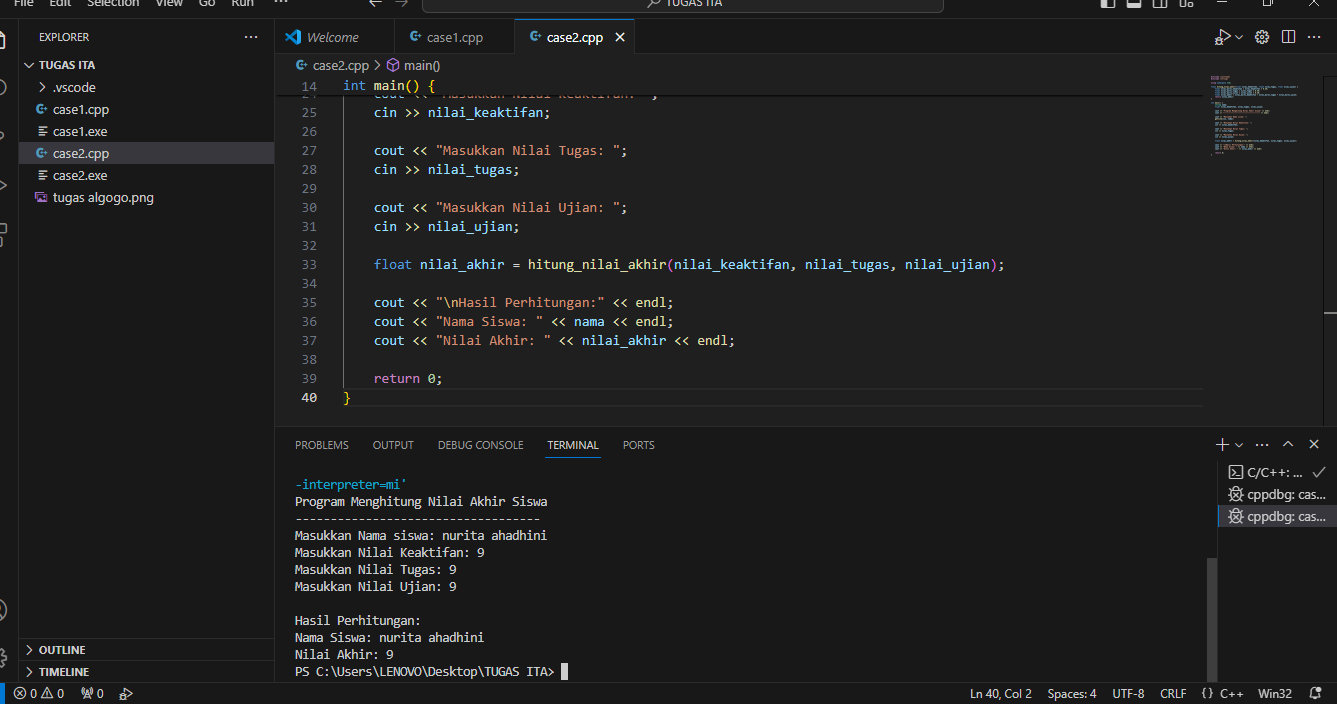 File Edit Selection View Go Run ···
TUGAS ITA
EXPLORER ···
TUGAS ITA
.vscode
case1.cpp
case1.exe
case2.cpp
case2.exe
tugas algogo.png
OUTLINE
TIMELINE
Welcome
case1.cpp
case2.cpp
case2.cpp > main()
14 int main() {
24 cout << "Masukkan Nilai Keaktifan: ";
25 cin >> nilai_keaktifan;
26
27 cout << "Masukkan Nilai Tugas: ";
28 cin >> nilai_tugas;
29
30 cout << "Masukkan Nilai Ujian: ";
31 cin >> nilai_ujian;
32
33 float nilai_akhir = hitung_nilai_akhir(nilai_keaktifan, nilai_tugas, nilai_ujian);
34
35 cout << "\nHasil Perhitungan:" << endl;
36 cout << "Nama Siswa: " << nama << endl;
37 cout << "Nilai Akhir: " << nilai_akhir << endl;
38
39 return 0;
40 }
PROBLEMS OUTPUT DEBUG CONSOLE TERMINAL PORTS
-interpreter=mi'
Program Menghitung Nilai Akhir Siswa
-----------------------------------
Masukkan Nama siswa: nurita ahadhini
Masukkan Nilai Keaktifan: 9
Masukkan Nilai Tugas: 9
Masukkan Nilai Ujian: 9
Hasil Perhitungan:
Nama Siswa: nurita ahadhini
Nilai Akhir: 9
PS C:\Users\LENOVO\Desktop\TUGAS ITA>
C/C++: ...
cppdbg: cas...
cppdbg: cas...
0 0 0
Ln 40, Col 2 Spaces: 4 UTF-8 CRLF {} C++ Win32